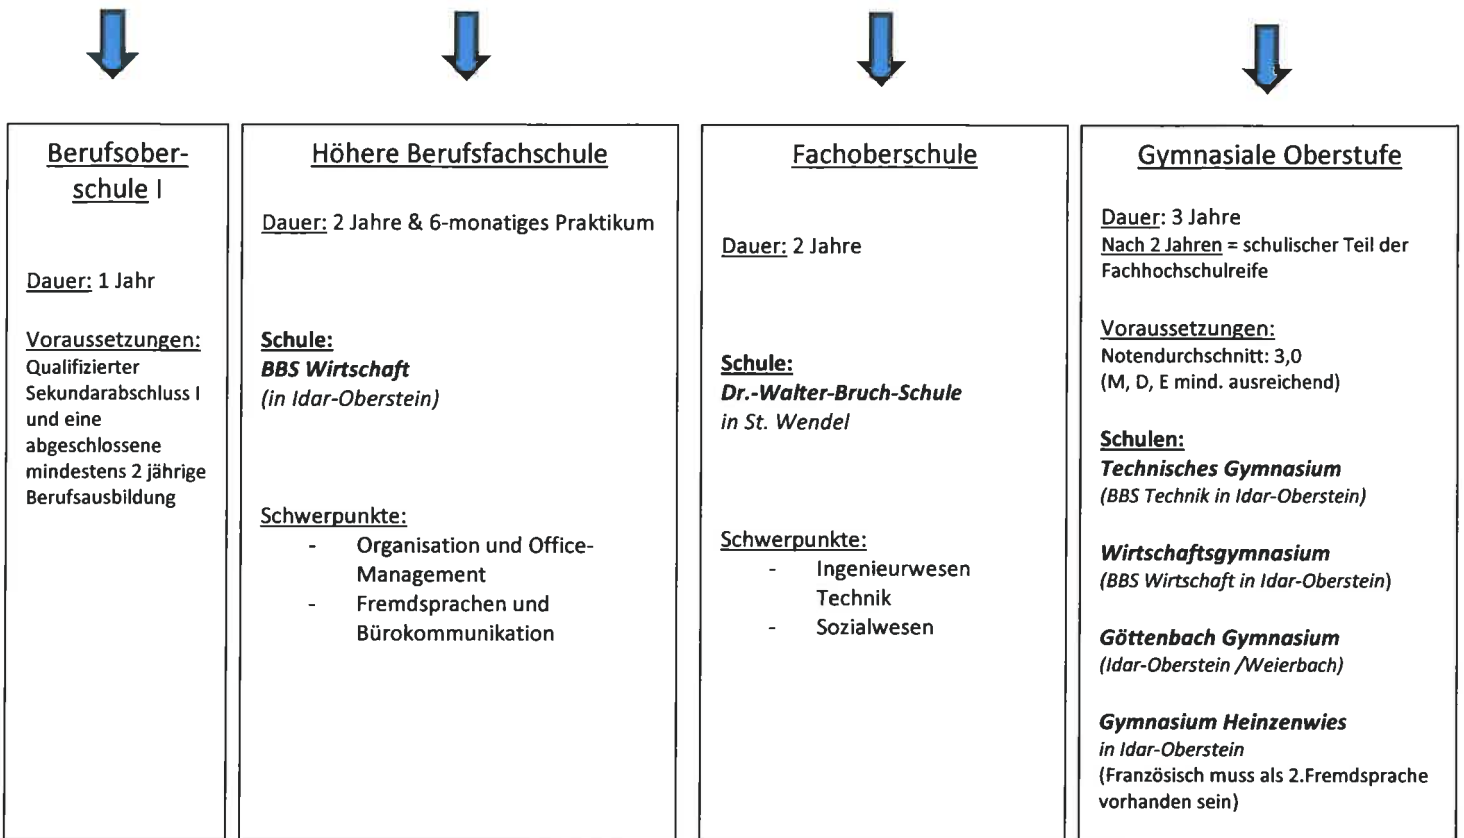 Berufsober-
schule I
Dauer: 1 Jahr
Voraussetzungen:
Qualifizierter
Sekundarabschluss I
und eine
abgeschlossene
mindestens 2 jährige
Berufsausbildung
Höhere Berufsfachschule
Dauer: 2 Jahre & 6-monatiges Praktikum
Schule:
BBS Wirtschaft
(in Idar-Oberstein)
Schwerpunkte:
- Organisation und Office-
Management
- Fremdsprachen und
Bürokommunikation
Fachoberschule
Dauer: 2 Jahre
Schule:
Dr.-Walter-Bruch-Schule
in St. Wendel
Schwerpunkte:
- Ingenieurwesen
Technik
- Sozialwesen
Gymnasiale Oberstufe
Dauer: 3 Jahre
Nach 2 Jahren = schulischer Teil der
Fachhochschulreife
Voraussetzungen:
Notendurchschnitt: 3,0
(M, D, E mind. ausreichend)
Schulen:
Technisches Gymnasium
(BBS Technik in Idar-Oberstein)
Wirtschaftsgymnasium
(BBS Wirtschaft in Idar-Oberstein)
Göttenbach Gymnasium
(Idar-Oberstein /Weierbach)
Gymnasium Heinzenwies
in Idar-Oberstein
(Französisch muss als 2.Fremdsprache
vorhanden sein)